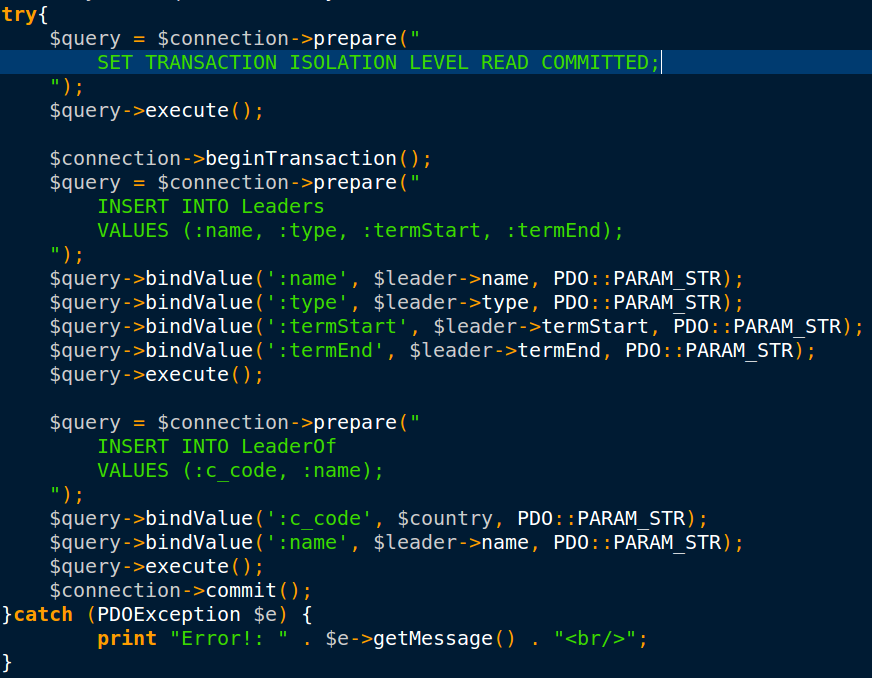 try{
    $query = $connection->prepare("
        SET TRANSACTION ISOLATION LEVEL READ COMMITTED;
    ");
    $query->execute();

    $connection->beginTransaction();
    $query = $connection->prepare("
        INSERT INTO Leaders
        VALUES (:name, :type, :termStart, :termEnd);
    ");
    $query->bindValue(':name', $leader->name, PDO::PARAM_STR);
    $query->bindValue(':type', $leader->type, PDO::PARAM_STR);
    $query->bindValue(':termStart', $leader->termStart, PDO::PARAM_STR);
    $query->bindValue(':termEnd', $leader->termEnd, PDO::PARAM_STR);
    $query->execute();

    $query = $connection->prepare("
        INSERT INTO LeaderOf
        VALUES (:c_code, :name);
    ");
    $query->bindValue(':c_code', $country, PDO::PARAM_STR);
    $query->bindValue(':name', $leader->name, PDO::PARAM_STR);
    $query->execute();
    $connection->commit();
}catch (PDOException $e) {
        print "Error!: " . $e->getMessage() . "<br/>";
}